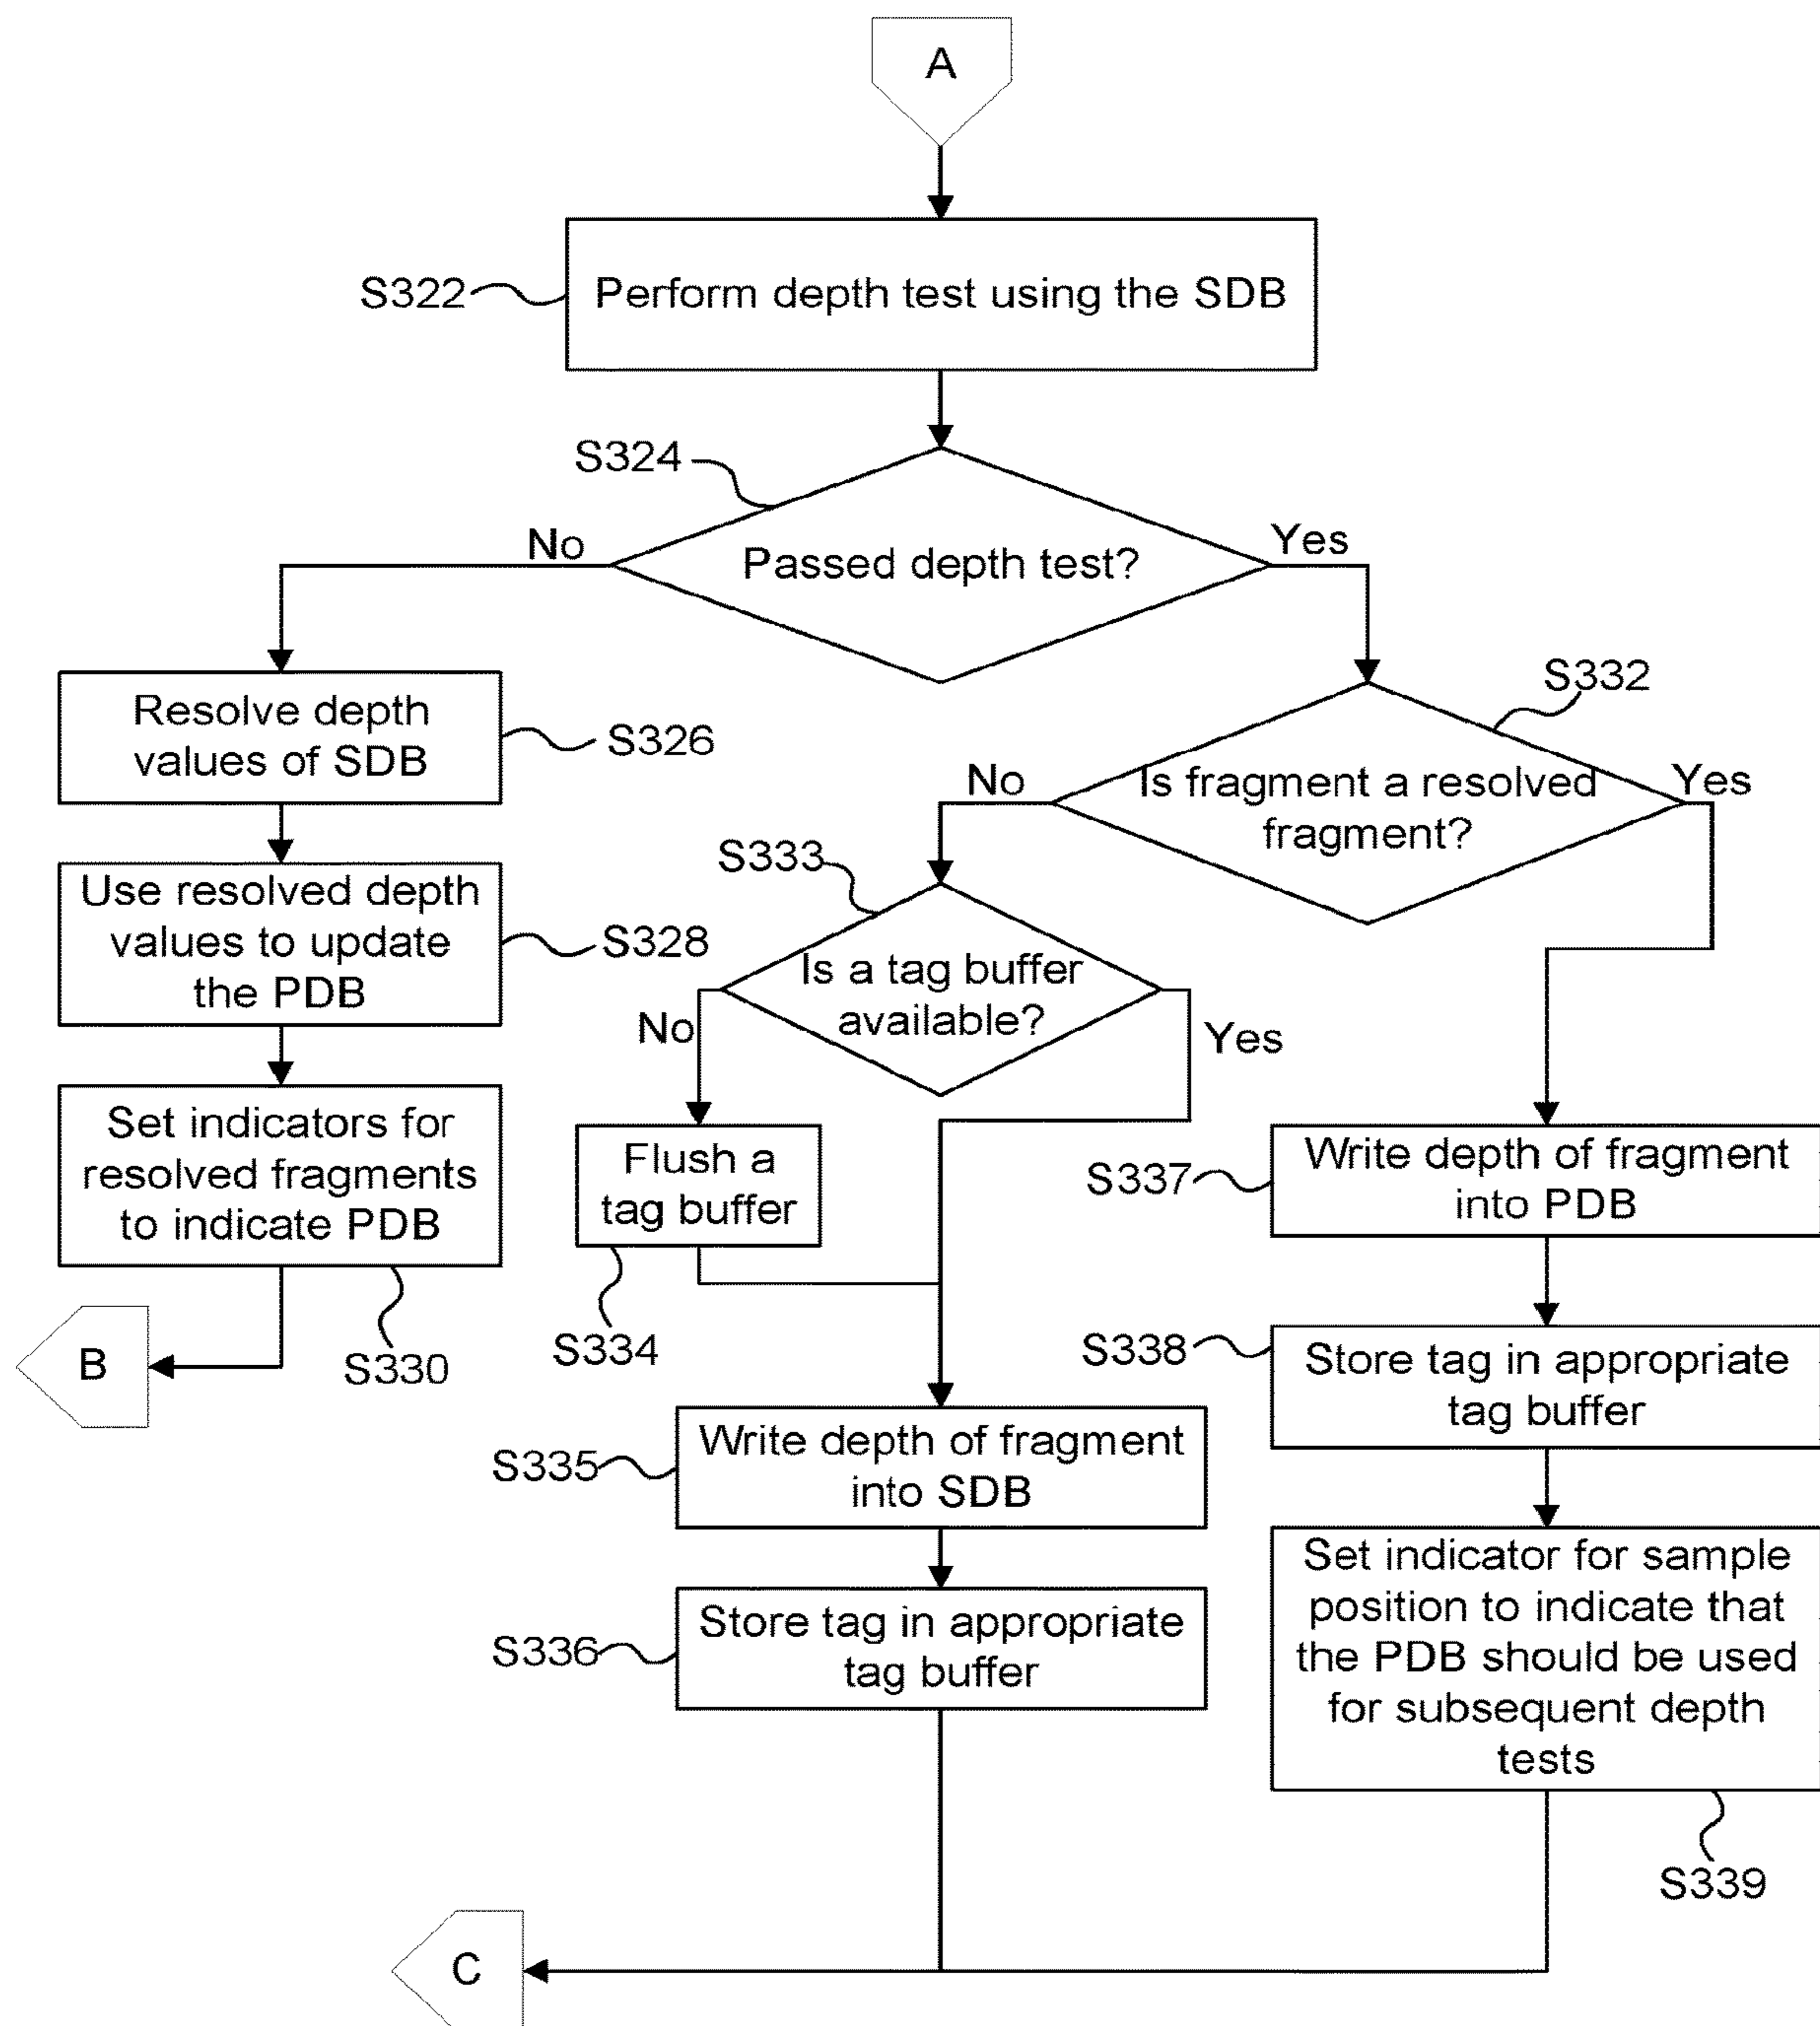 A
S322
Perform depth test using the SDB
S324
No
Passed depth test?
Yes
Resolve depth
values of SDB
S326
S332
No
Is fragment a resolved
fragment?
Yes
S333
Use resolved depth
values to update
the PDB
S328
Is a tag buffer
available?
No
Yes
Set indicators for
resolved fragments
to indicate PDB
S330
Flush a
tag buffer
S334
S337
Write depth of fragment
into PDB
B
S338
Store tag in appropriate
tag buffer
S335
Write depth of fragment
into SDB
S336
Store tag in appropriate
tag buffer
Set indicator for sample
position to indicate that
the PDB should be used
for subsequent depth
tests
S339
C